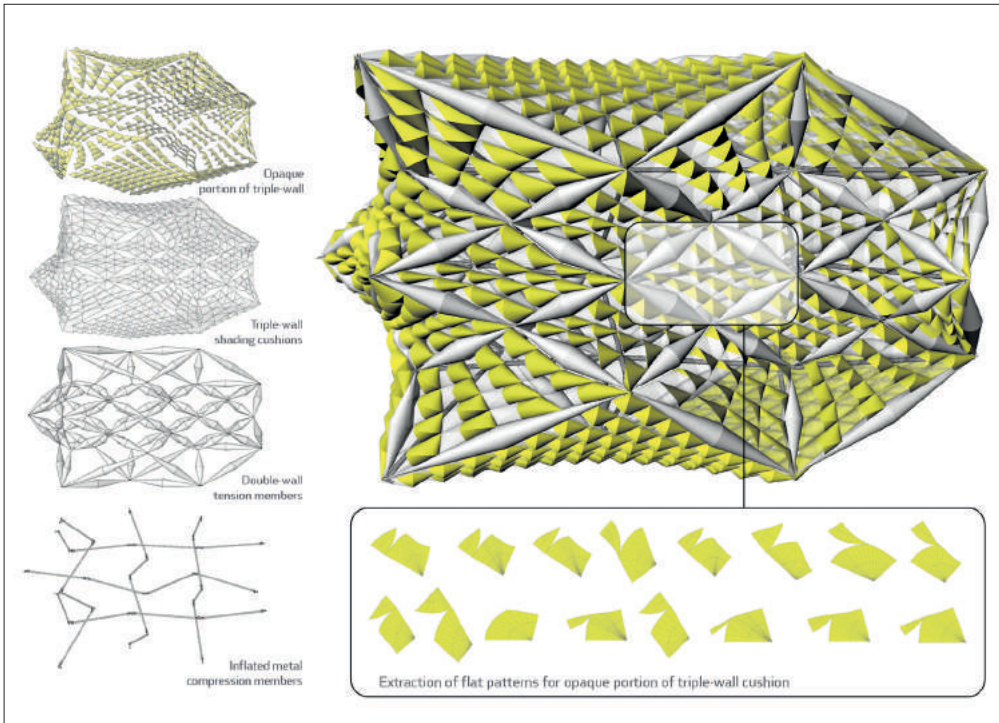 Opaque
portion of triple-wall
Triple-wall
shading cushions
Double-wall
tension members
Inflated metal
compression members
Extraction of flat patterns for opaque portion of triple-wall cushion